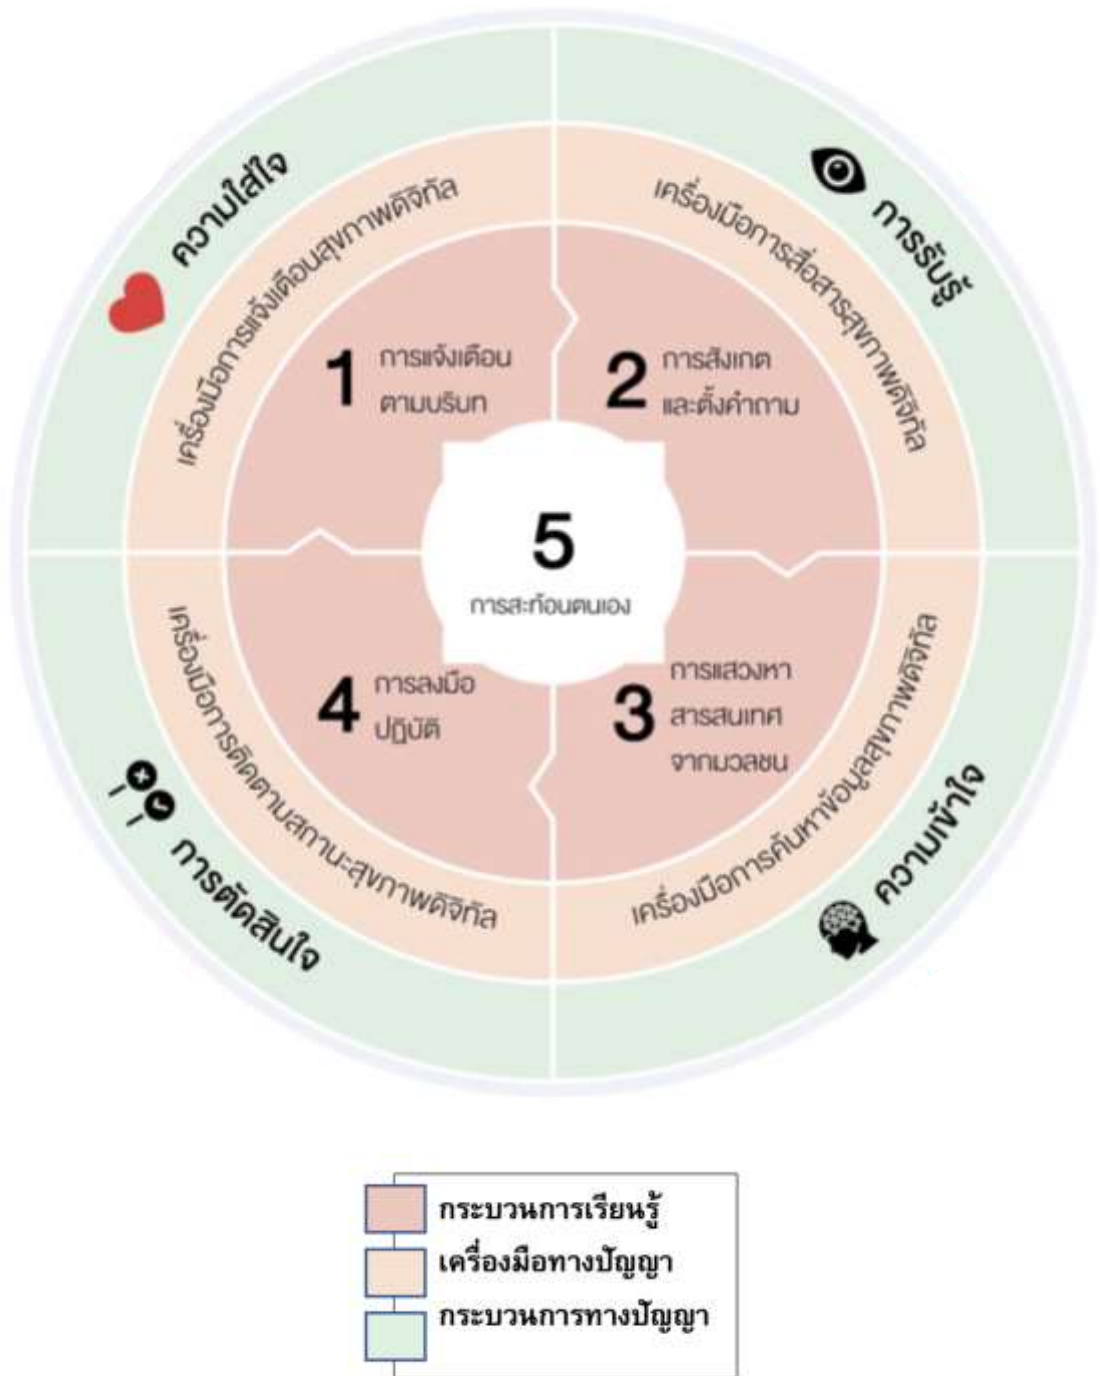 ความใส่ใจ
การรับรู้
เครื่องมือการแจ้งเตือนสุขภาพดิจิทัล
เครื่องมือการสื่อสารสุขภาพดิจิทัล
1
การแจ้งเตือน
ตามบริบท
2
การสังเกต
และตั้งคำถาม
5
การสะท้อนตนเอง
4
การลงมือ
ปฏิบัติ
3
การแสวงหา
สารสนเทศ
จากมวลชน
เครื่องมือการติดตามสถานะสุขภาพดิจิทัล
เครื่องมือการค้นหาข้อมูลสุขภาพดิจิทัล
การตัดสินใจ
ความเข้าใจ
กระบวนการเรียนรู้
เครื่องมือทางปัญญา
กระบวนการทางปัญญา